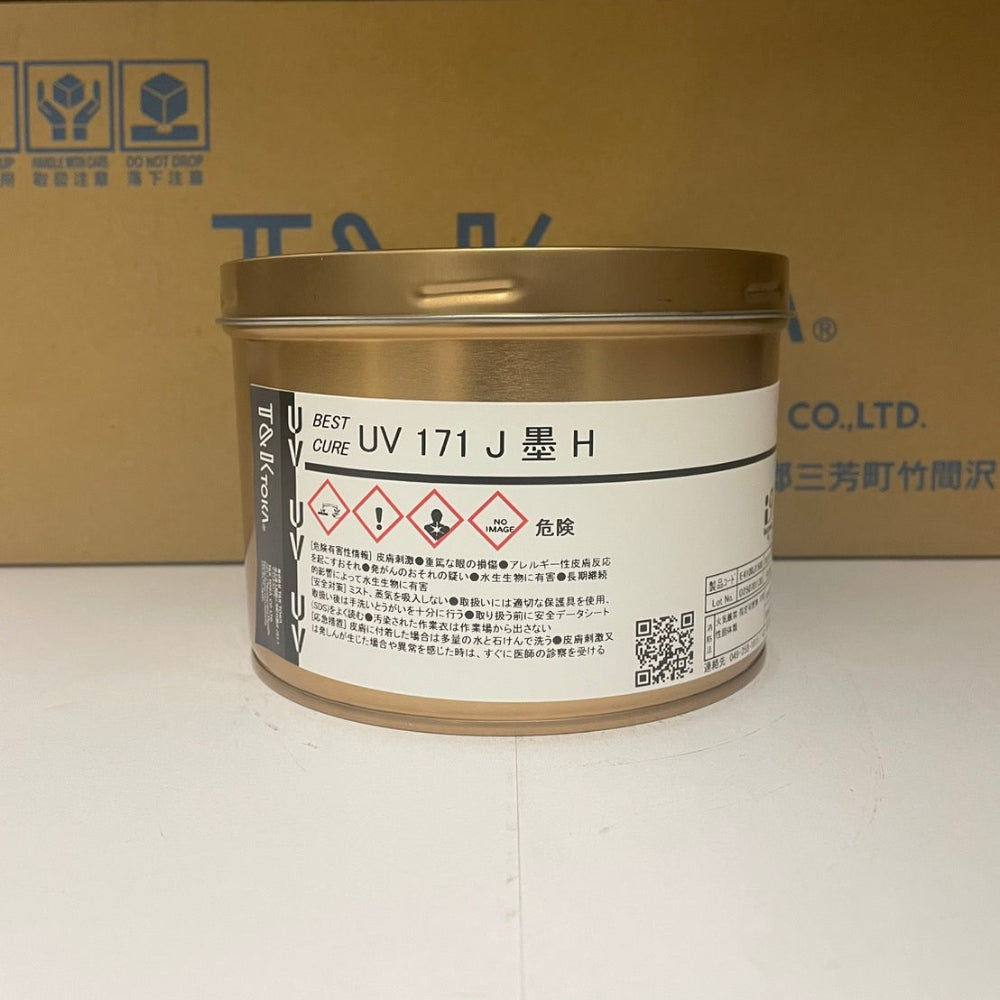 HANDLE WITH CARE
取扱注意
DO NOT DROP
落下注意
T&K
®
CO.,LTD.
三芳町竹間沢
T&K TOKA®
UV UV UV
BEST CURE UV 171 J 墨 H
NO IMAGE
危険
[危険有害性情報] 皮膚刺激●重篤な眼の損傷●アレルギー性皮膚反応
を起こすおそれ●発がんのおそれの疑い●水生生物に有害●長期継続
的影響によって水生生物に有害
[安全対策] ミスト、蒸気を吸入しない●取扱いには適切な保護具を使用、
取扱い後は手洗いとうがいを十分に行う●取り扱う前に安全データシート
(SDS)をよく読む●汚染された作業衣は作業場から出さない
[応急措置] 皮膚に付着した場合は多量の水と石けんで洗う●皮膚刺激又
は発しんが生じた場合や異常を感じた時は、すぐに医師の診察を受ける
製品コード
Lot No.
連絡先